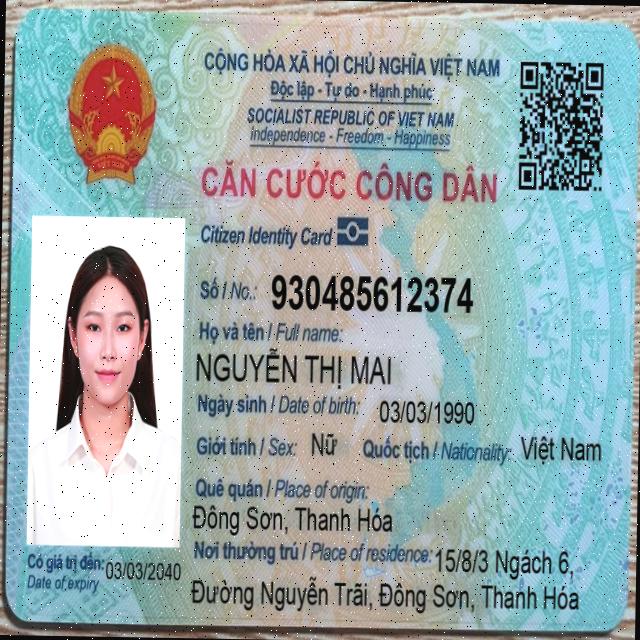 CỘNG HÒA XÃ HỘI CHỦ NGHĨA VIỆT NAM
Độc lập - Tự do - Hạnh phúc
SOCIALIST REPUBLIC OF VIET NAM
Independence - Freedom - Happiness
CĂN CƯỚC CÔNG DÂN
Citizen Identity Card
Số / No.: 930485612374
Họ và tên / Full name:
NGUYỄN THỊ MAI
Ngày sinh / Date of birth: 03/03/1990
Giới tính / Sex: Nữ Quốc tịch / Nationality: Việt Nam
Quê quán / Place of origin:
Đông Sơn, Thanh Hóa
Nơi thường trú / Place of residence: 15/8/3 Ngách 6,
Đường Nguyễn Trãi, Đông Sơn, Thanh Hóa
Có giá trị đến: 03/03/2040
Date of expiry